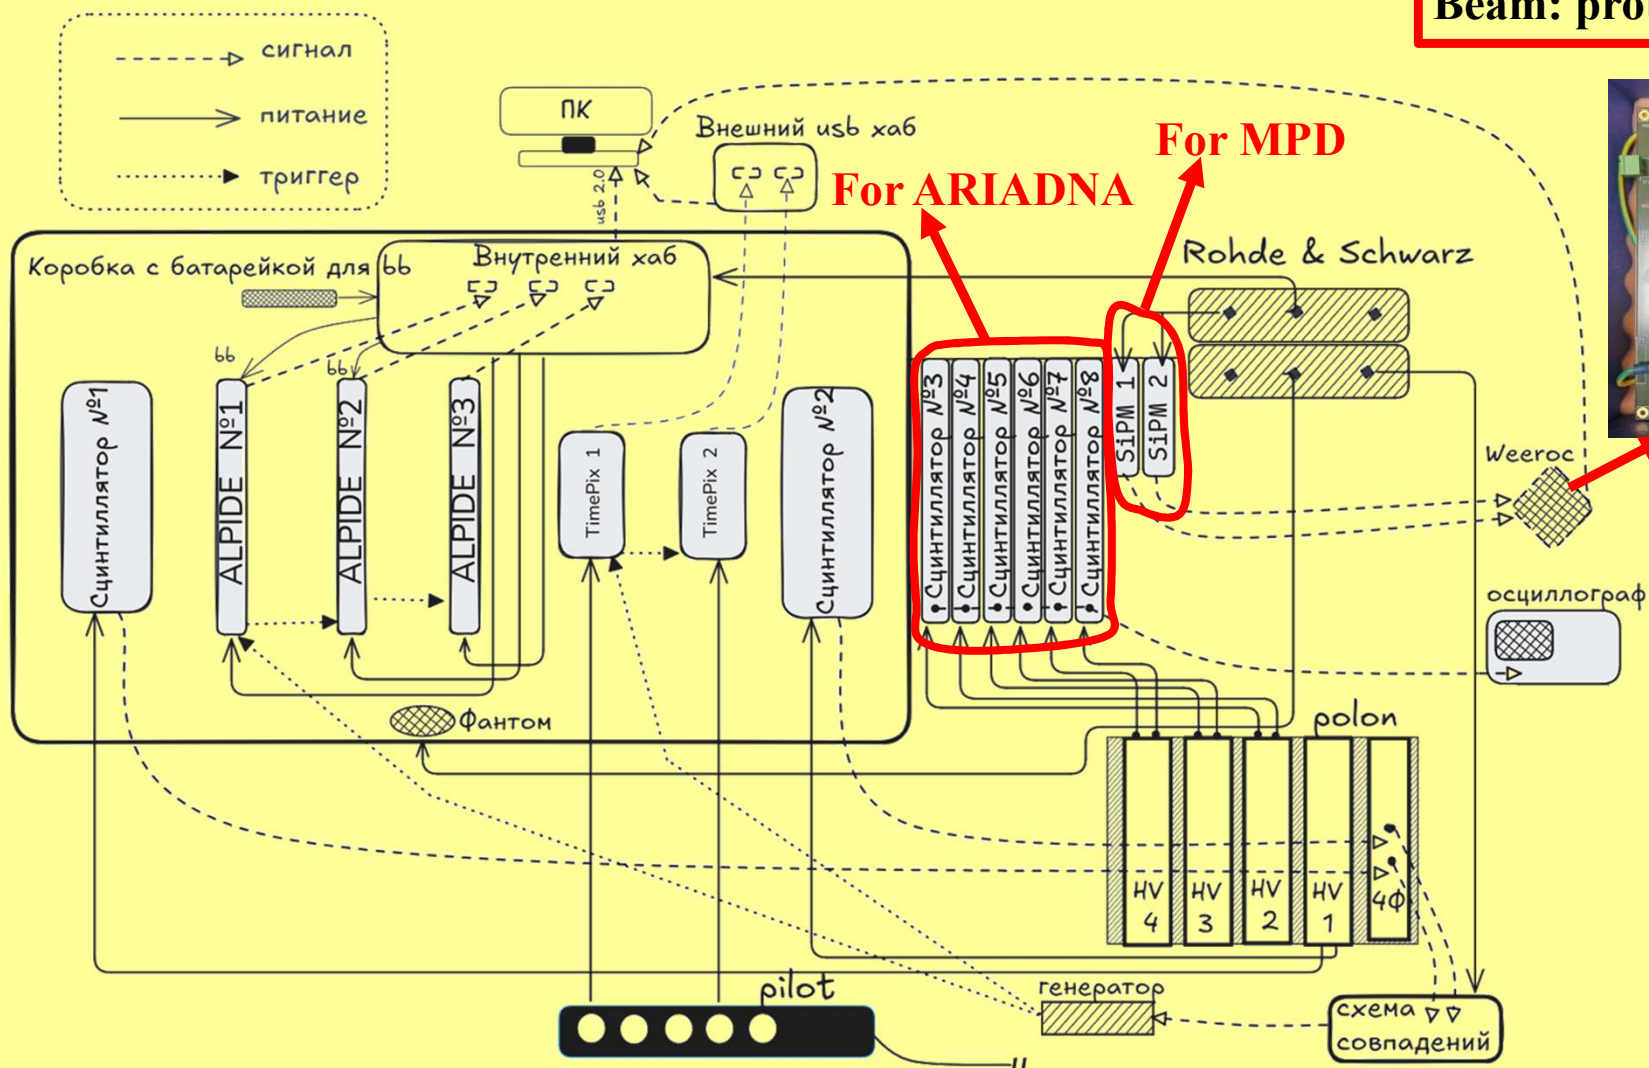 Beam: pro
сигнал
питание
триггер
ПК
Внешний usb хаб
usb 2.0
For ARIADNA
For MPD
Rohde & Schwarz
Коробка с батарейкой для bb
Внутренний хаб
bb
bb
Сцинтиллятор №1
ALPIDE №1
ALPIDE №2
ALPIDE №3
TimePix 1
TimePix 2
Сцинтиллятор №2
Сцинтиллятор №3
Сцинтиллятор №4
Сцинтиллятор №5
Сцинтиллятор №6
Сцинтиллятор №7
Сцинтиллятор №8
SiPM 1
SiPM 2
Weeroc
осциллограф
Фантом
polon
HV
4
HV
3
HV
2
HV
1
4Ф
pilot
генератор
схема
совпадений